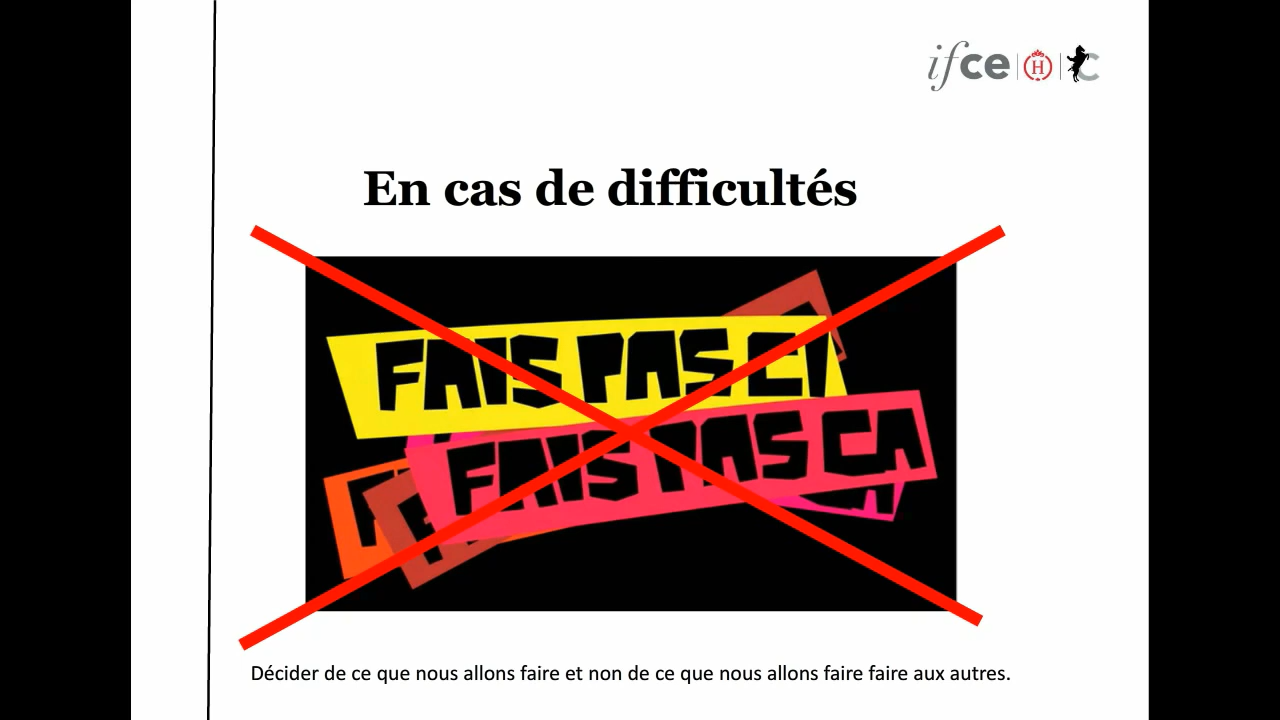 ifce | H | C
En cas de difficultés
FAIS PAS CI
FAIS PAS ÇA
Décider de ce que nous allons faire et non de ce que nous allons faire faire aux autres.